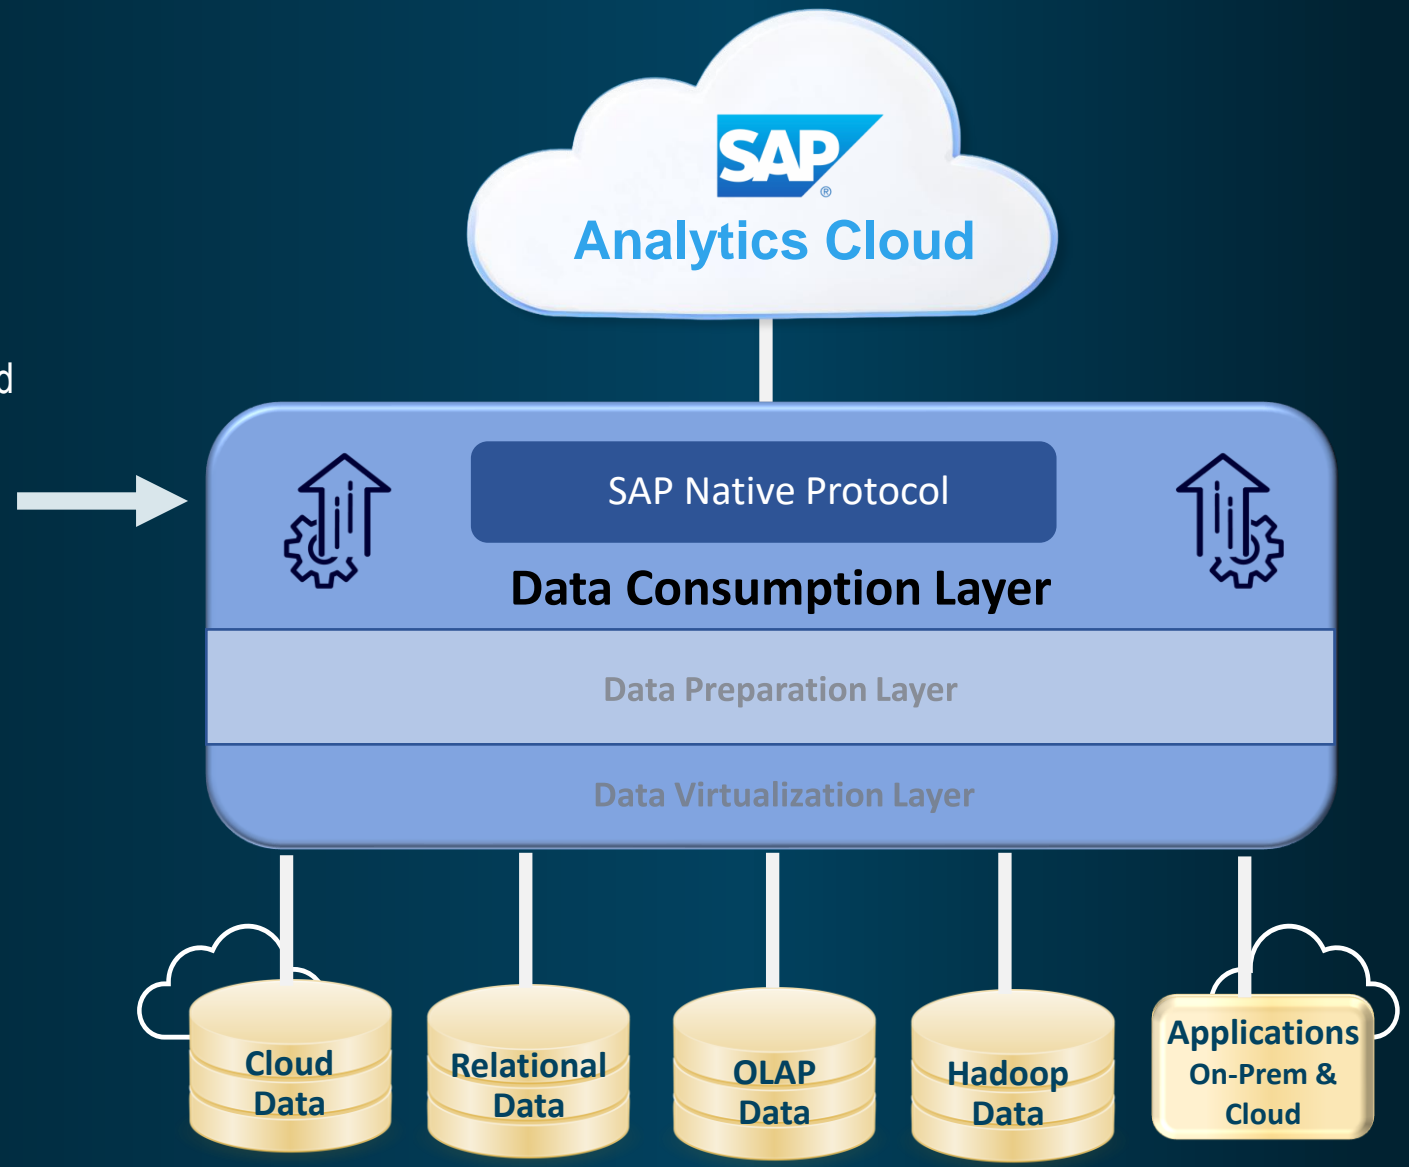 SAP
®
Analytics Cloud
d
SAP Native Protocol
Data Consumption Layer
Data Preparation Layer
Data Virtualization Layer
Cloud
Data
Relational
Data
OLAP
Data
Hadoop
Data
Applications
On-Prem &
Cloud